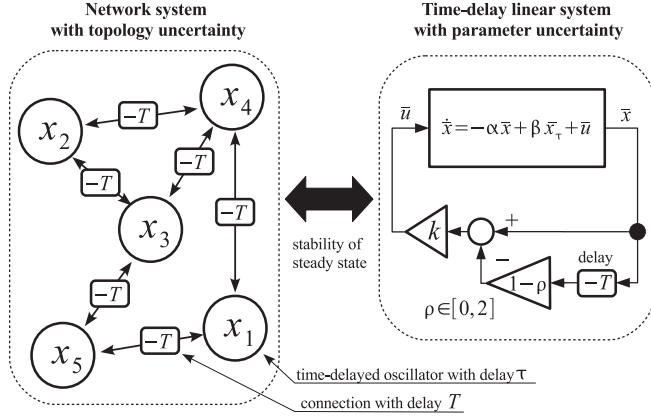 Network system
with topology uncertainty
x₄
−T
x₂
−T
−T
−T
x₃
−T
x₁
−T
x₅
−T
stability of
steady state
Time-delay linear system
with parameter uncertainty
ū
ẋ̄ = −αx̄ + βx̄_τ + ū
x̄
k
+
−
delay
1−ρ
−T
ρ∈[0,2]
time-delayed oscillator with delay τ
connection with delay T